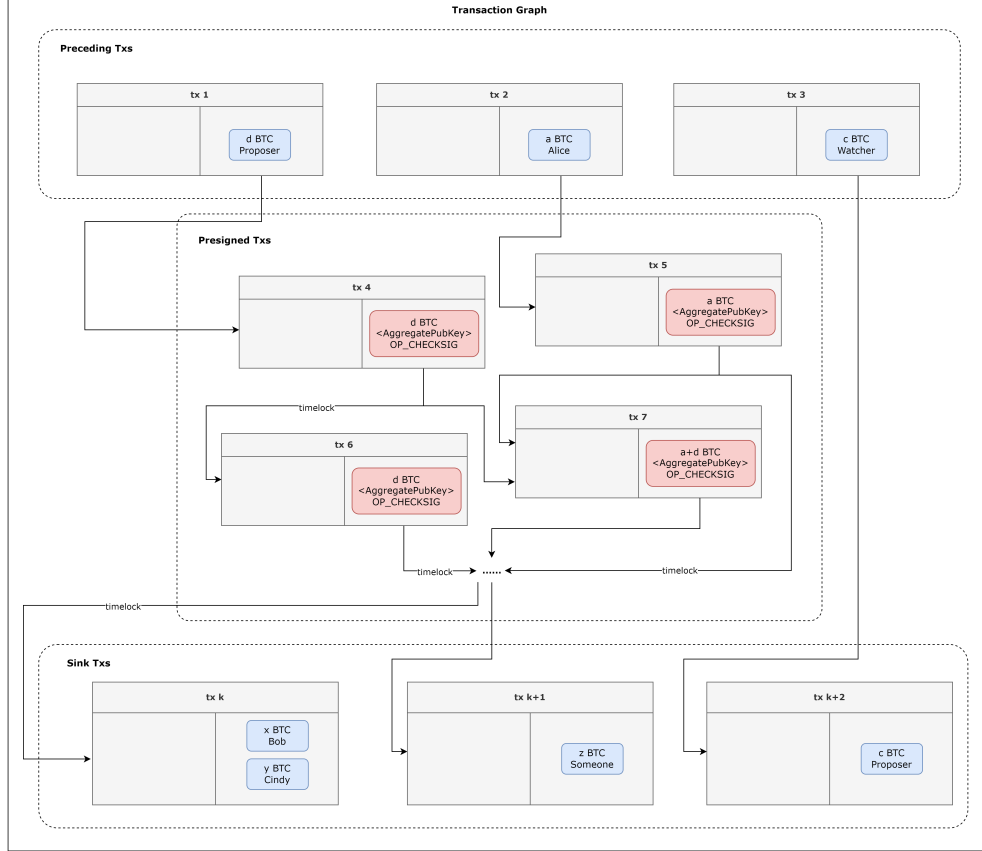 Transaction Graph
Preceding Txs
tx 1
d BTC
Proposer
tx 2
a BTC
Alice
tx 3
c BTC
Watcher
Presigned Txs
tx 4
d BTC
<AggregatePubKey>
OP_CHECKSIG
tx 5
a BTC
<AggregatePubKey>
OP_CHECKSIG
timelock
tx 6
d BTC
<AggregatePubKey>
OP_CHECKSIG
tx 7
a+d BTC
<AggregatePubKey>
OP_CHECKSIG
timelock
......
timelock
timelock
Sink Txs
tx k
x BTC
Bob
y BTC
Cindy
tx k+1
z BTC
Someone
tx k+2
c BTC
Proposer